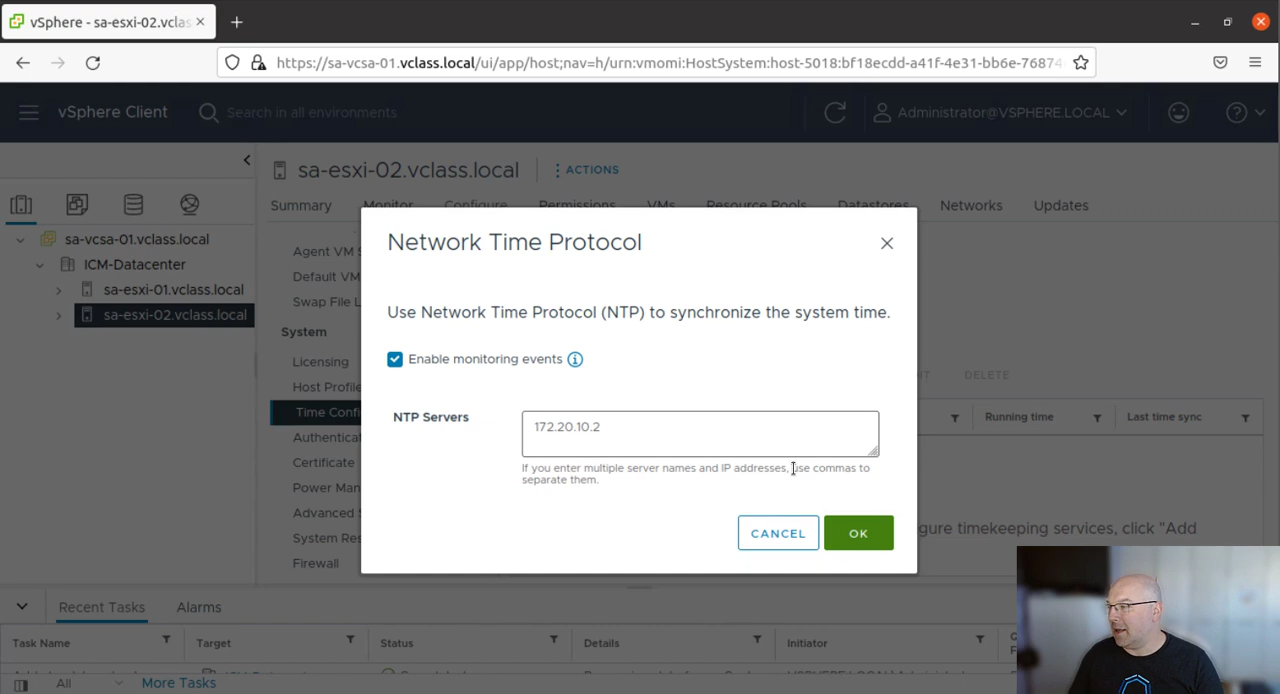 vSphere - sa-esxi-02.vclas
https://sa-vcsa-01.vclass.local/ui/app/host;nav=h/urn:vmomi:HostSystem:host-5018:bf18ecdd-a41f-4e31-bb6e-76874
vSphere Client
Search in all environments
Administrator@VSPHERE.LOCAL
sa-esxi-02.vclass.local
ACTIONS
Summary Monitor Configure Permissions VMs Resource Pools Datastores Networks Updates
sa-vcsa-01.vclass.local
ICM-Datacenter
sa-esxi-01.vclass.local
sa-esxi-02.vclass.local
Agent VM S
Default VM
Swap File L
System
Licensing
Host Profile
Time Confi
Authentica
Certificate
Power Man
Advanced S
System Res
Firewall
Network Time Protocol
Use Network Time Protocol (NTP) to synchronize the system time.
Enable monitoring events
NTP Servers
172.20.10.2
If you enter multiple server names and IP addresses, use commas to
separate them.
CANCEL OK
DELETE
Running time Last time sync
gure timekeeping services, click "Add
Recent Tasks Alarms
Task Name Target Status Details Initiator
All More Tasks